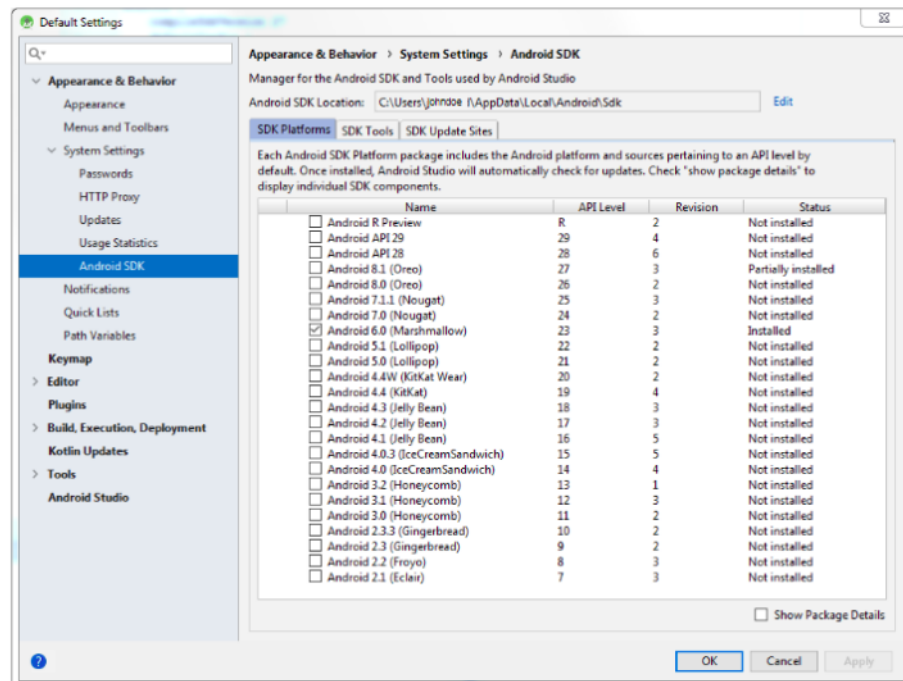 Default Settings
Appearance & Behavior
Appearance
Menus and Toolbars
System Settings
Passwords
HTTP Proxy
Updates
Usage Statistics
Android SDK
Notifications
Quick Lists
Path Variables
Keymap
Editor
Plugins
Build, Execution, Deployment
Kotlin Updates
Tools
Android Studio
Appearance & Behavior > System Settings > Android SDK
Manager for the Android SDK and Tools used by Android Studio
Android SDK Location: C:\Users\johndoe l\AppData\Local\Android\Sdk Edit
SDK Platforms SDK Tools SDK Update Sites
Each Android SDK Platform package includes the Android platform and sources pertaining to an API level by
default. Once installed, Android Studio will automatically check for updates. Check "show package details" to
display individual SDK components.
Name API Level Revision Status
Android R Preview R 2 Not installed
Android API 29 29 4 Not installed
Android API 28 28 6 Not installed
Android 8.1 (Oreo) 27 3 Partially installed
Android 8.0 (Oreo) 26 2 Not installed
Android 7.1.1 (Nougat) 25 3 Not installed
Android 7.0 (Nougat) 24 2 Not installed
Android 6.0 (Marshmallow) 23 3 Installed
Android 5.1 (Lollipop) 22 2 Not installed
Android 5.0 (Lollipop) 21 2 Not installed
Android 4.4W (KitKat Wear) 20 2 Not installed
Android 4.4 (KitKat) 19 4 Not installed
Android 4.3 (Jelly Bean) 18 3 Not installed
Android 4.2 (Jelly Bean) 17 3 Not installed
Android 4.1 (Jelly Bean) 16 5 Not installed
Android 4.0.3 (IceCreamSandwich) 15 5 Not installed
Android 4.0 (IceCreamSandwich) 14 4 Not installed
Android 3.2 (Honeycomb) 13 1 Not installed
Android 3.1 (Honeycomb) 12 3 Not installed
Android 3.0 (Honeycomb) 11 2 Not installed
Android 2.3.3 (Gingerbread) 10 2 Not installed
Android 2.3 (Gingerbread) 9 2 Not installed
Android 2.2 (Froyo) 8 3 Not installed
Android 2.1 (Eclair) 7 3 Not installed
Show Package Details
? OK Cancel Apply